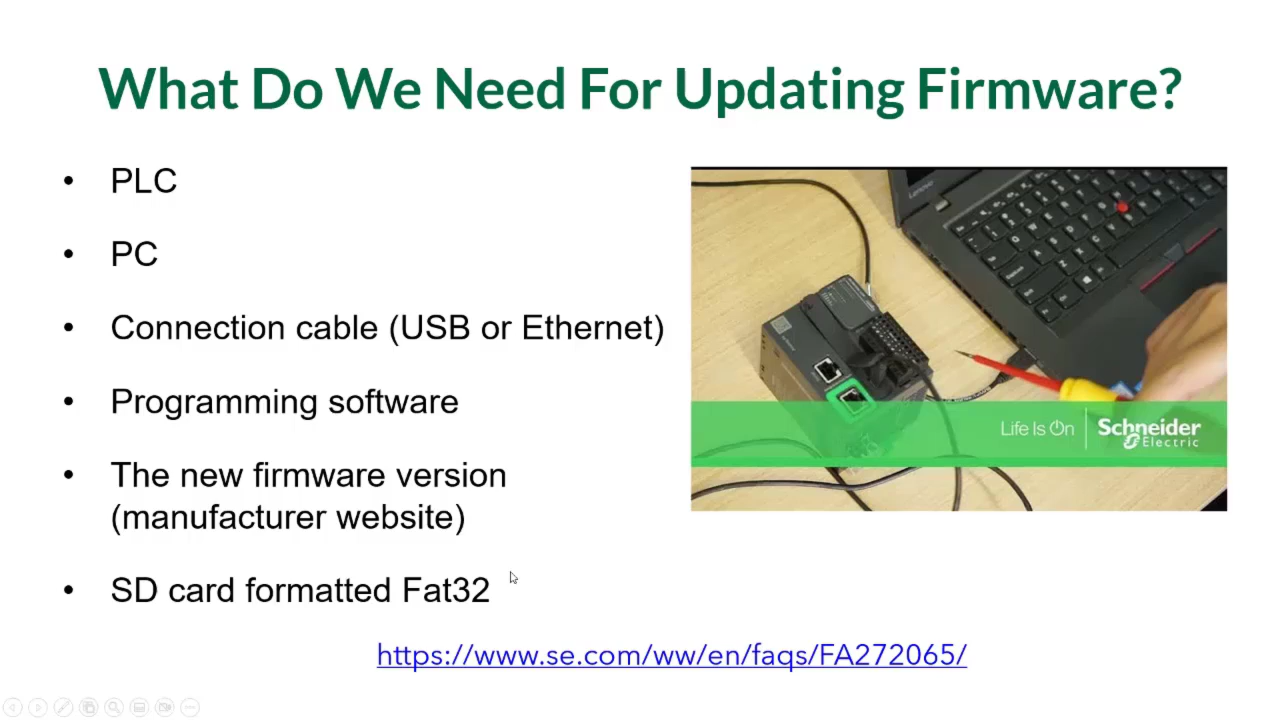 What Do We Need For Updating Firmware?
• PLC
• PC
• Connection cable (USB or Ethernet)
• Programming software
• The new firmware version
(manufacturer website)
• SD card formatted Fat32
Lenovo
Life Is On
Schneider
Electric
https://www.se.com/ww/en/faqs/FA272065/